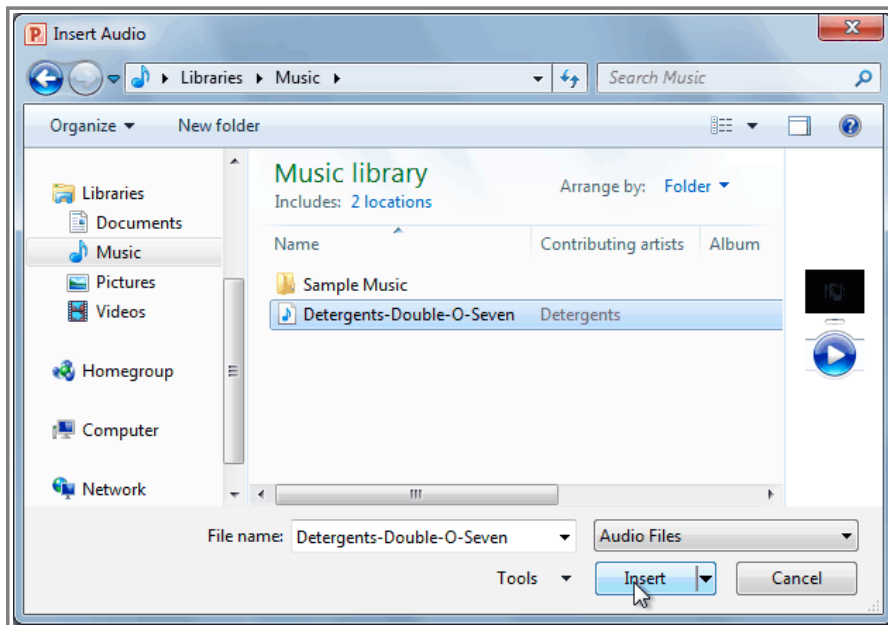 Insert Audio
Libraries Music
Search Music
Organize New folder
Libraries
Documents
Music
Pictures
Videos
Homegroup
Computer
Network
Music library
Includes: 2 locations
Arrange by: Folder
Name Contributing artists Album
Sample Music
Detergents-Double-O-Seven Detergents
File name: Detergents-Double-O-Seven Audio Files
Tools Insert Cancel